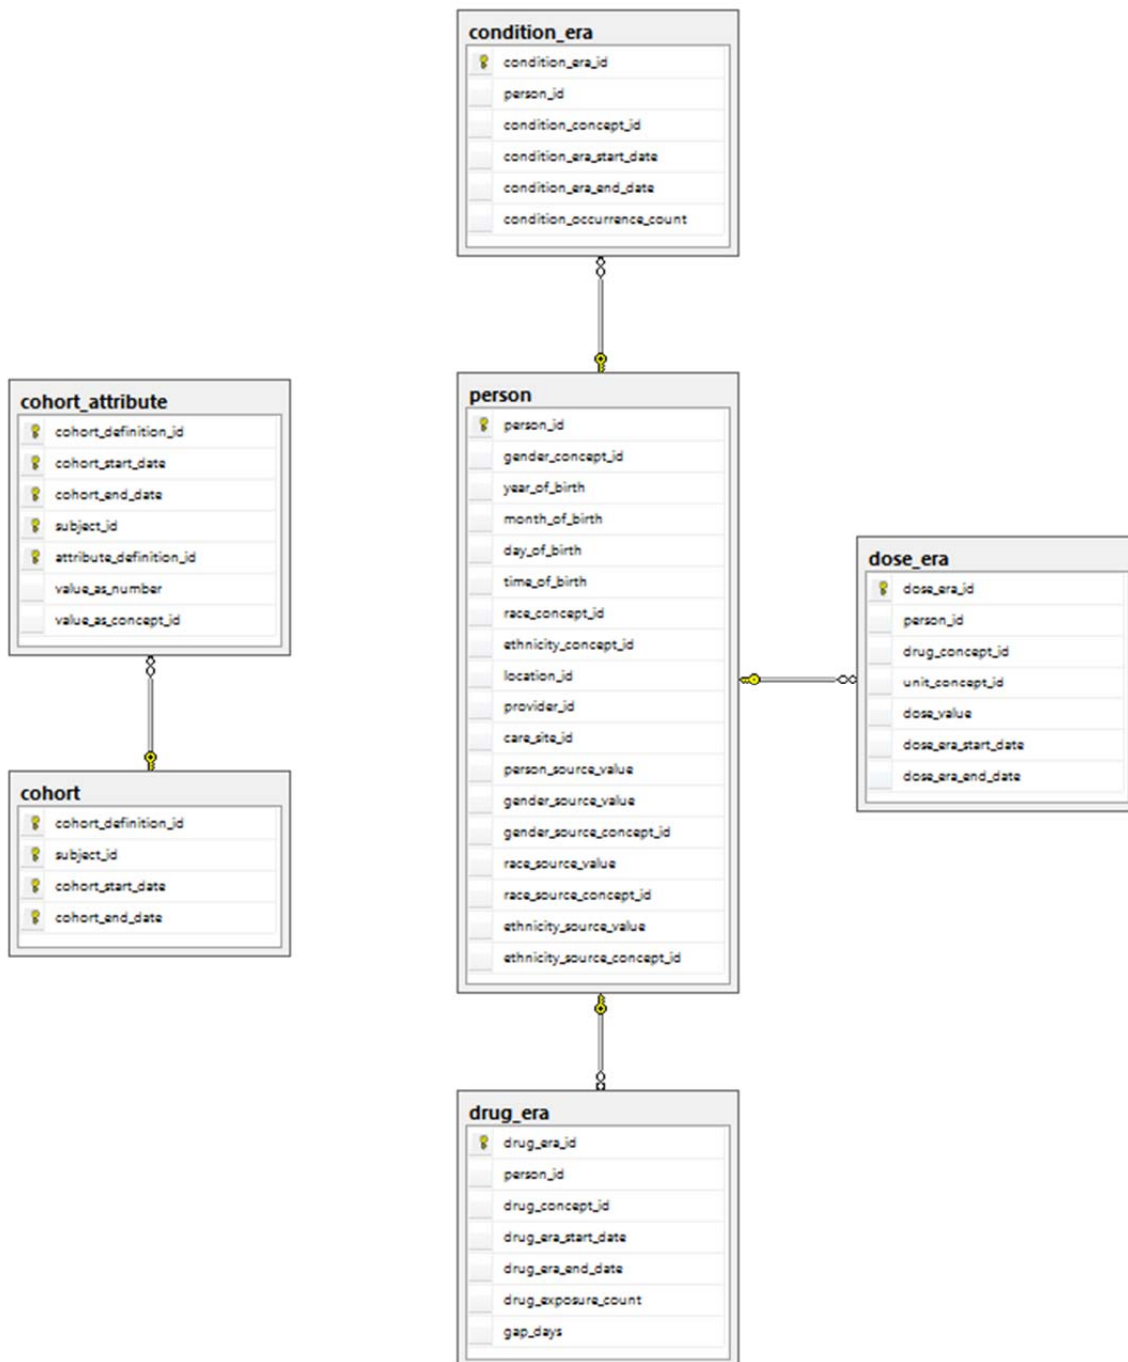 condition_era
condition_era_id
person_id
condition_concept_id
condition_era_start_date
condition_era_end_date
condition_occurrence_count
cohort_attribute
cohort_definition_id
cohort_start_date
cohort_end_date
subject_id
attribute_definition_id
value_as_number
value_as_concept_id
cohort
cohort_definition_id
subject_id
cohort_start_date
cohort_end_date
person
person_id
gender_concept_id
year_of_birth
month_of_birth
day_of_birth
time_of_birth
race_concept_id
ethnicity_concept_id
location_id
provider_id
care_site_id
person_source_value
gender_source_value
gender_source_concept_id
race_source_value
race_source_concept_id
ethnicity_source_value
ethnicity_source_concept_id
dose_era
dose_era_id
person_id
drug_concept_id
unit_concept_id
dose_value
dose_era_start_date
dose_era_end_date
drug_era
drug_era_id
person_id
drug_concept_id
drug_era_start_date
drug_era_end_date
drug_exposure_count
gap_days